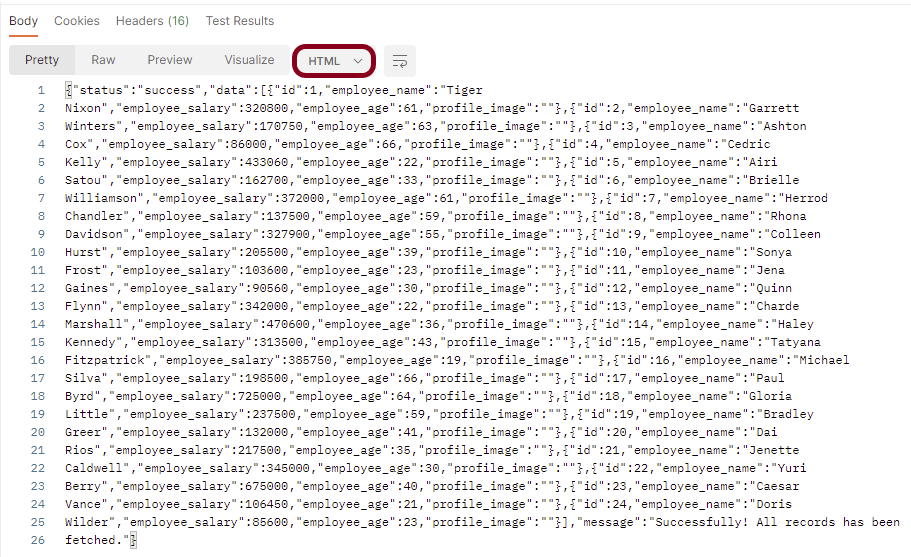 Body Cookies Headers (16) Test Results
Pretty Raw Preview Visualize HTML
1 {"status":"success","data":[{"id":1,"employee_name":"Tiger
2 Nixon","employee_salary":320800,"employee_age":61,"profile_image":""},{"id":2,"employee_name":"Garrett
3 Winters","employee_salary":170750,"employee_age":63,"profile_image":""},{"id":3,"employee_name":"Ashton
4 Cox","employee_salary":86000,"employee_age":66,"profile_image":""},{"id":4,"employee_name":"Cedric
5 Kelly","employee_salary":433060,"employee_age":22,"profile_image":""},{"id":5,"employee_name":"Airi
6 Satou","employee_salary":162700,"employee_age":33,"profile_image":""},{"id":6,"employee_name":"Brielle
7 Williamson","employee_salary":372000,"employee_age":61,"profile_image":""},{"id":7,"employee_name":"Herrod
8 Chandler","employee_salary":137500,"employee_age":59,"profile_image":""},{"id":8,"employee_name":"Rhona
9 Davidson","employee_salary":327900,"employee_age":55,"profile_image":""},{"id":9,"employee_name":"Colleen
10 Hurst","employee_salary":205500,"employee_age":39,"profile_image":""},{"id":10,"employee_name":"Sonya
11 Frost","employee_salary":103600,"employee_age":23,"profile_image":""},{"id":11,"employee_name":"Jena
12 Gaines","employee_salary":90560,"employee_age":30,"profile_image":""},{"id":12,"employee_name":"Quinn
13 Flynn","employee_salary":342000,"employee_age":22,"profile_image":""},{"id":13,"employee_name":"Charde
14 Marshall","employee_salary":470600,"employee_age":36,"profile_image":""},{"id":14,"employee_name":"Haley
15 Kennedy","employee_salary":313500,"employee_age":43,"profile_image":""},{"id":15,"employee_name":"Tatyana
16 Fitzpatrick","employee_salary":385750,"employee_age":19,"profile_image":""},{"id":16,"employee_name":"Michael
17 Silva","employee_salary":198500,"employee_age":66,"profile_image":""},{"id":17,"employee_name":"Paul
18 Byrd","employee_salary":725000,"employee_age":64,"profile_image":""},{"id":18,"employee_name":"Gloria
19 Little","employee_salary":237500,"employee_age":59,"profile_image":""},{"id":19,"employee_name":"Bradley
20 Greer","employee_salary":132000,"employee_age":41,"profile_image":""},{"id":20,"employee_name":"Dai
21 Rios","employee_salary":217500,"employee_age":35,"profile_image":""},{"id":21,"employee_name":"Jenette
22 Caldwell","employee_salary":345000,"employee_age":30,"profile_image":""},{"id":22,"employee_name":"Yuri
23 Berry","employee_salary":675000,"employee_age":40,"profile_image":""},{"id":23,"employee_name":"Caesar
24 Vance","employee_salary":106450,"employee_age":21,"profile_image":""},{"id":24,"employee_name":"Doris
25 Wilder","employee_salary":85600,"employee_age":23,"profile_image":""}],"message":"Successfully! All records has been
26 fetched."}